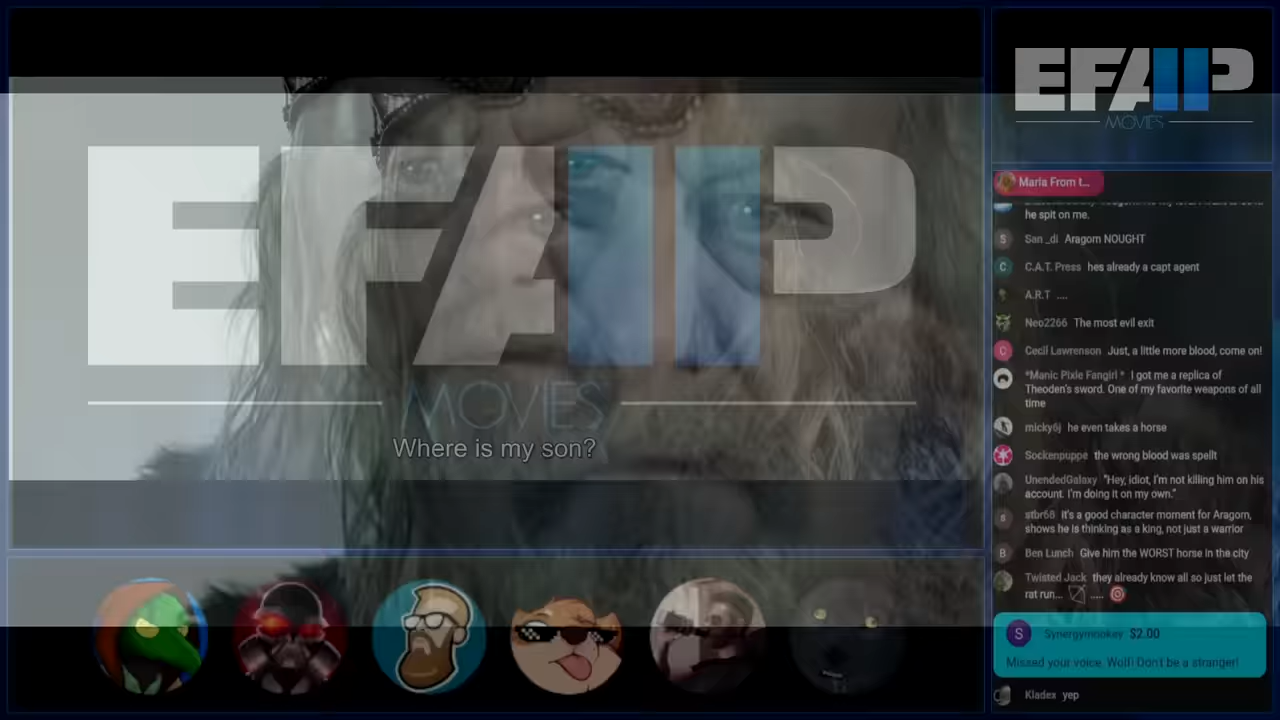 EFAP
MOVIES
Where is my son?
EFAP
MOVIES
Maria From t...
he spit on me.
San _di Aragom NOUGHT
C.A.T. Press hes already a capt agent
A.R.T ....
Neo2266 The most evil exit
Cecil Lawrenson Just, a little more blood, come on!
*Manic Pixie Fangirl * I got me a replica of
Theoden's sword. One of my favorite weapons of all
time
micky6j he even takes a horse
Sockenpuppe the wrong blood was spellt
UnendedGalaxy "Hey, idiot, I'm not killing him on his
account. I'm doing it on my own."
stbr68 it's a good character moment for Aragorn,
shows he is thinking as a king, not just a warrior
Ben Lunch Give him the WORST horse in the city
Twisted Jack they already know all so just let the
rat run... .....
S
Synergymonkey $2.00
Missed your voice, Wolf! Don't be a stranger!
Kladex yep